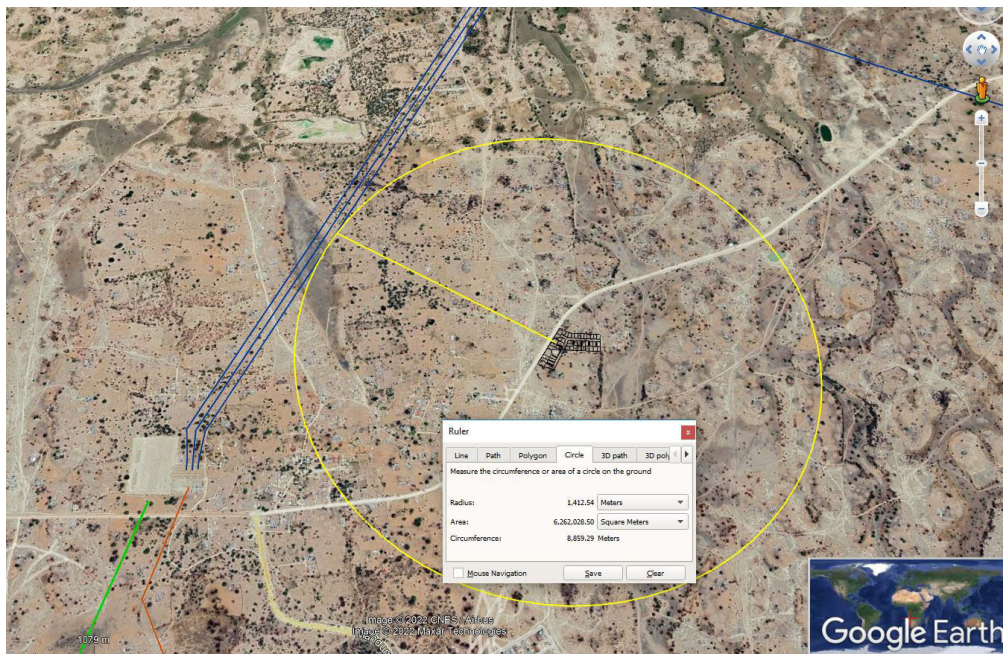 Ruler
x
Line Path Polygon Circle 3D path 3D poly
Measure the circumference or area of a circle on the ground
Radius: 1,412.54 Meters
Area: 6,262,028.50 Square Meters
Circumference: 8,859.29 Meters
Mouse Navigation Save Clear
1079 m
Image © 2022 CNES / Airbus
Image © 2022 Maxar Technologies
Google Earth